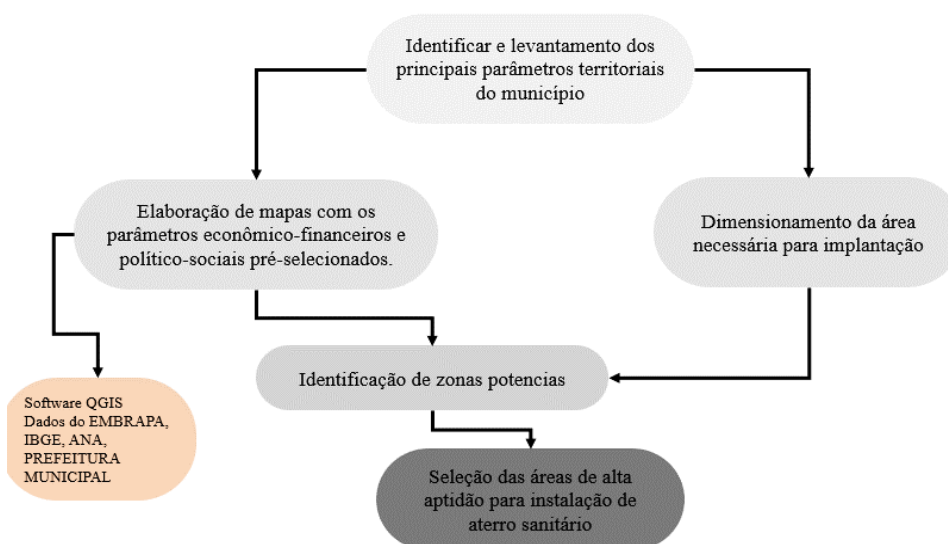 Identificar e levantamento dos
principais parâmetros territoriais
do município
Elaboração de mapas com os
parâmetros econômico-financeiros e
político-sociais pré-selecionados.
Dimensionamento da área
necessária para implantação
Identificação de zonas potencias
Software QGIS
Dados do EMBRAPA,
IBGE, ANA,
PREFEITURA
MUNICIPAL
Seleção das áreas de alta
aptidão para instalação de
aterro sanitário